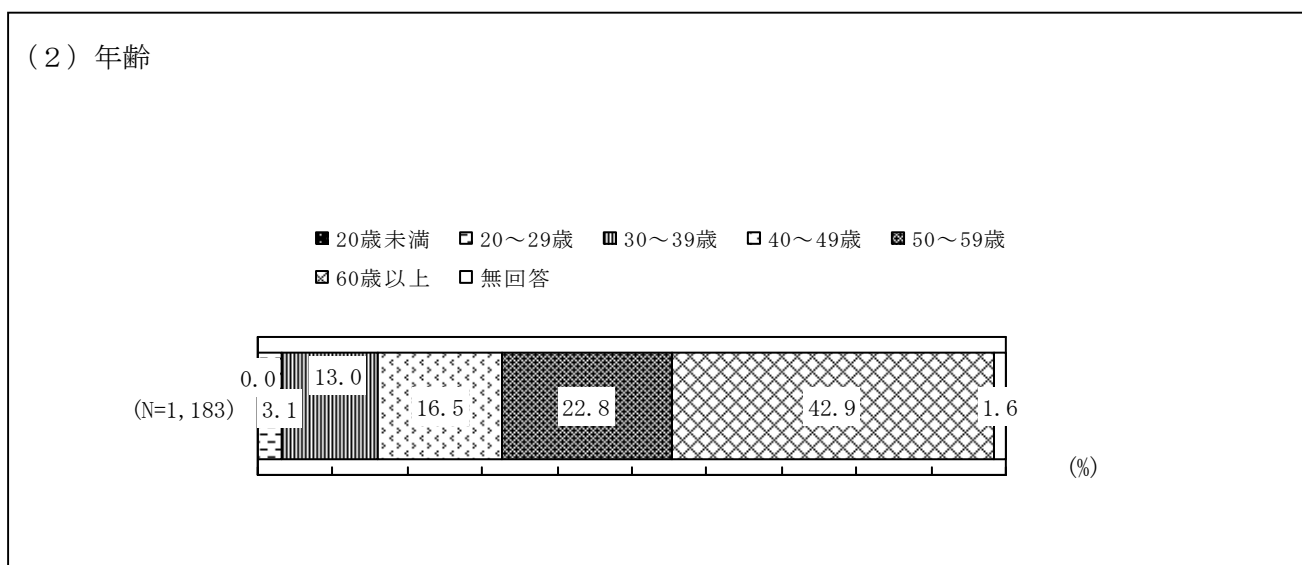 （２）年齢
20歳未満 20～29歳 30～39歳 40～49歳 50～59歳
60歳以上 無回答
0.0 13.0
(N=1,183) 3.1 16.5 22.8 42.9 1.6
(%)